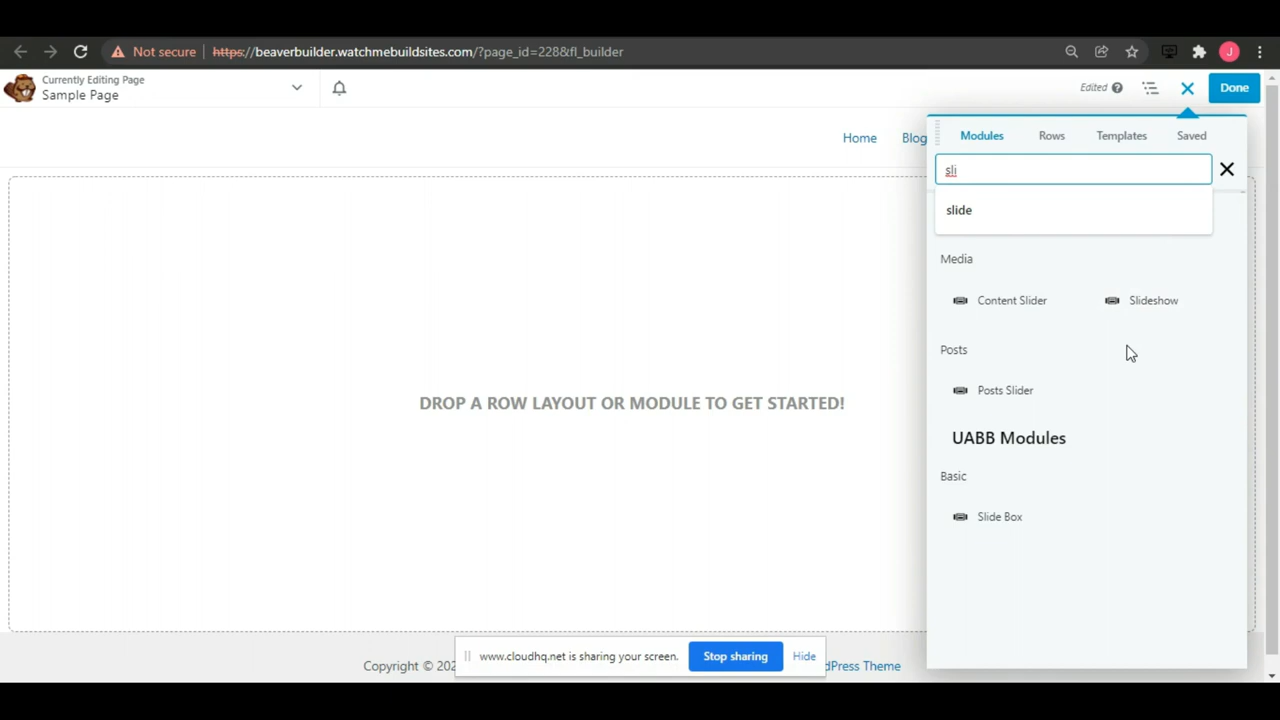 Not secure | https://beaverbuilder.watchmebuildsites.com/?page_id=228&fl_builder
J
Currently Editing Page
Sample Page
Edited ?
Done
Home
Blog
Modules
Rows
Templates
Saved
sli
slide
Media
Content Slider
Slideshow
Posts
Posts Slider
DROP A ROW LAYOUT OR MODULE TO GET STARTED!
UABB Modules
Basic
Slide Box
www.cloudhq.net is sharing your screen.
Stop sharing
Hide
Copyright © Theme